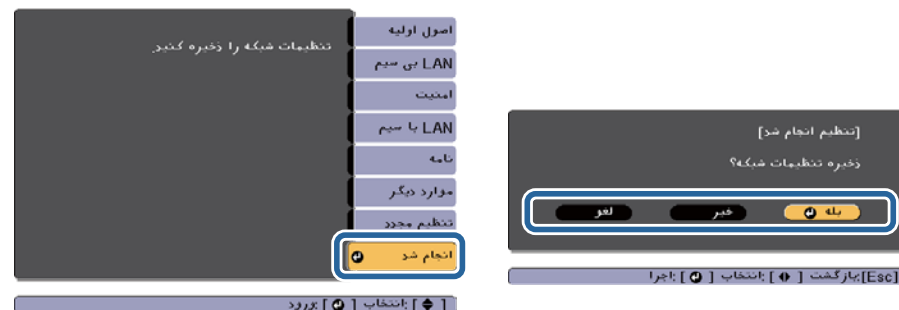 اصول اولیه
LAN بی سیم
امنیت
LAN با سیم
نامه
موارد دیگر
تنظیم مجدد
انجام شد
تنظیمات شبکه را ذخیره کنید.
[ ] :انتخاب [ ] :ورود
[تنظیم انجام شد]
ذخیره تنظیمات شبکه؟
بله خیر لغو
[Esc]:بازگشت [ ] :انتخاب [ ] :اجرا